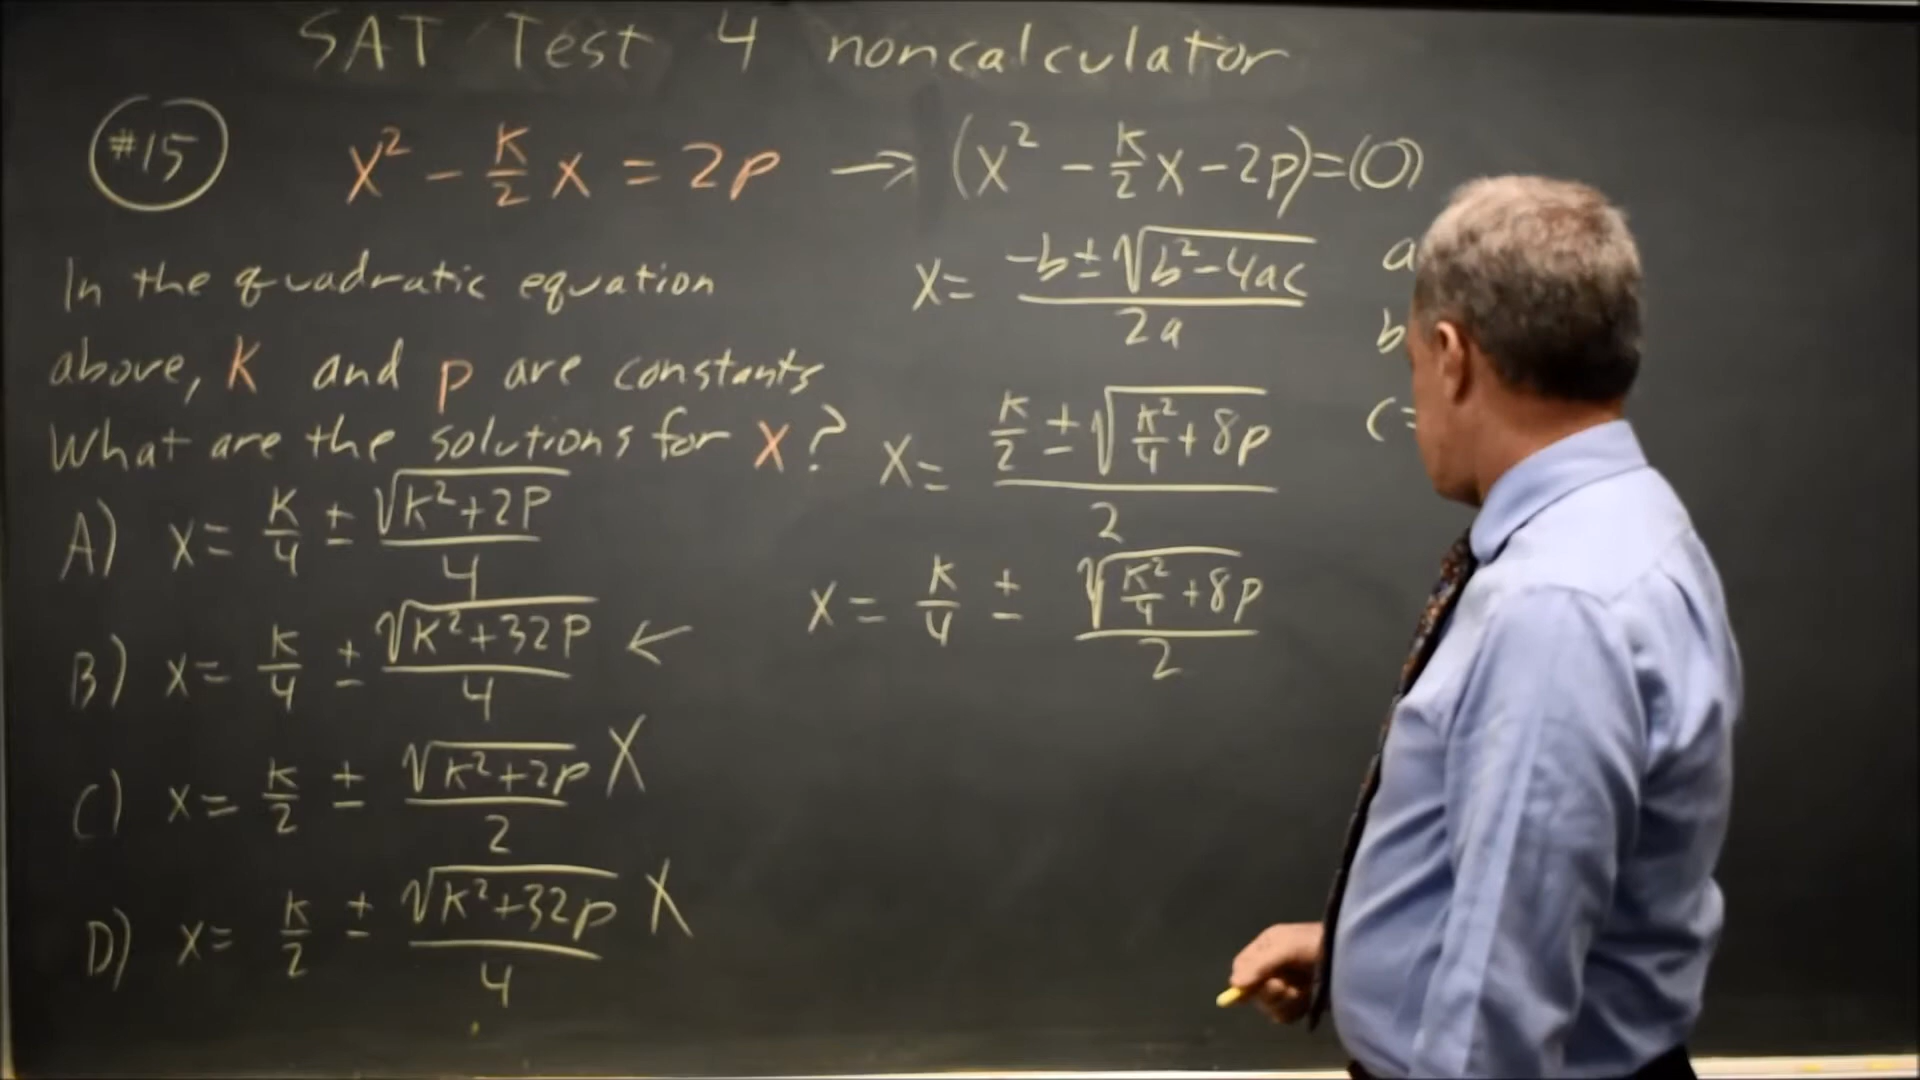 SAT Test 4 noncalculator
#15
x² - k/2 x = 2p → (x² - k/2 x - 2p) = (0)
In the quadratic equation
above, k and p are constants
What are the solutions for x?
A) x = k/4 ± √(k²+2p)/4
B) x = k/4 ± √(k²+32p)/4 ←
C) x = k/2 ± √(k²+2p)/2 X
D) x = k/2 ± √(k²+32p)/4 X
x = (-b ± √(b²-4ac))/2a
x = (k/2 ± √(k²/4 + 8p))/2
x = k/4 ± √(k²/4 + 8p)/2
a
b
c=